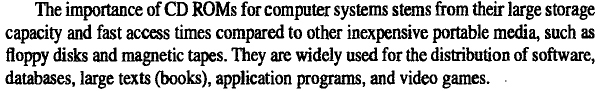 The importance of CD ROMs for computer systems stems from their large storage
capacity and fast access times compared to other inexpensive portable media, such as
floppy disks and magnetic tapes. They are widely used for the distribution of software,
databases, large texts (books), application programs, and video games.